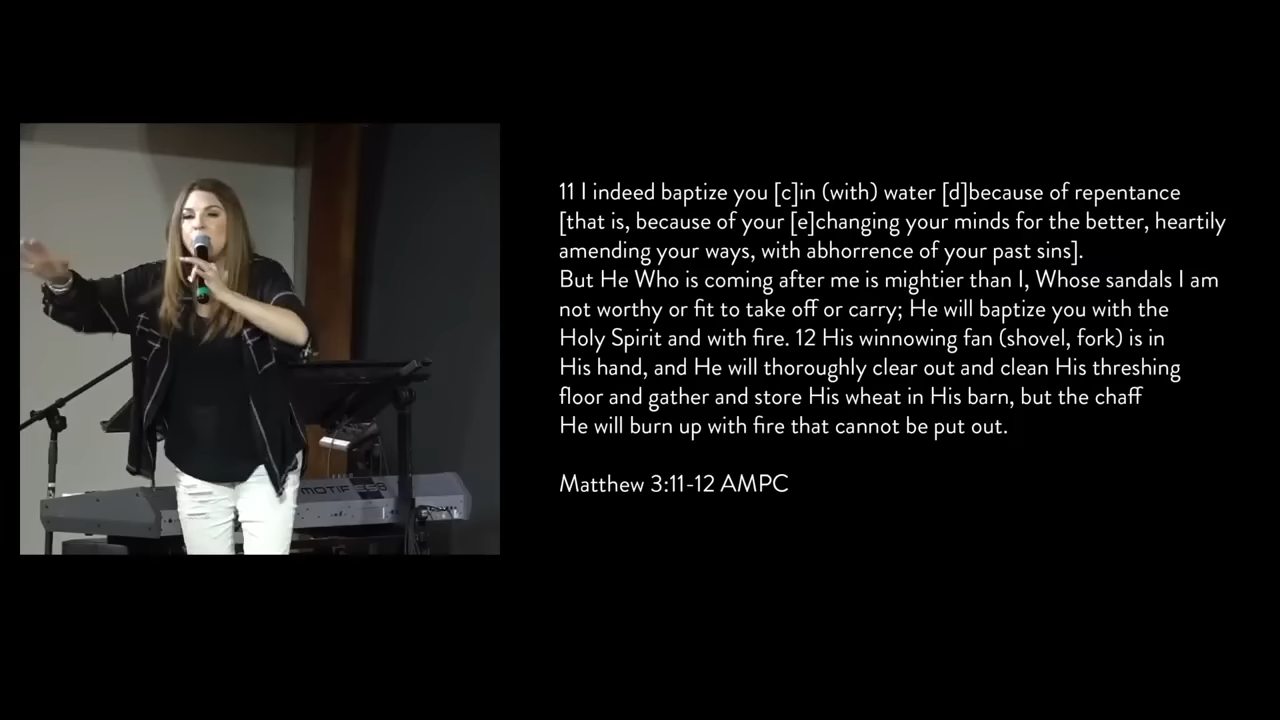 11 I indeed baptize you [c]in (with) water [d]because of repentance
[that is, because of your [e]changing your minds for the better, heartily
amending your ways, with abhorrence of your past sins].
But He Who is coming after me is mightier than I, Whose sandals I am
not worthy or fit to take off or carry; He will baptize you with the
Holy Spirit and with fire. 12 His winnowing fan (shovel, fork) is in
His hand, and He will thoroughly clear out and clean His threshing
floor and gather and store His wheat in His barn, but the chaff
He will burn up with fire that cannot be put out.
Matthew 3:11-12 AMPC
MOTIF